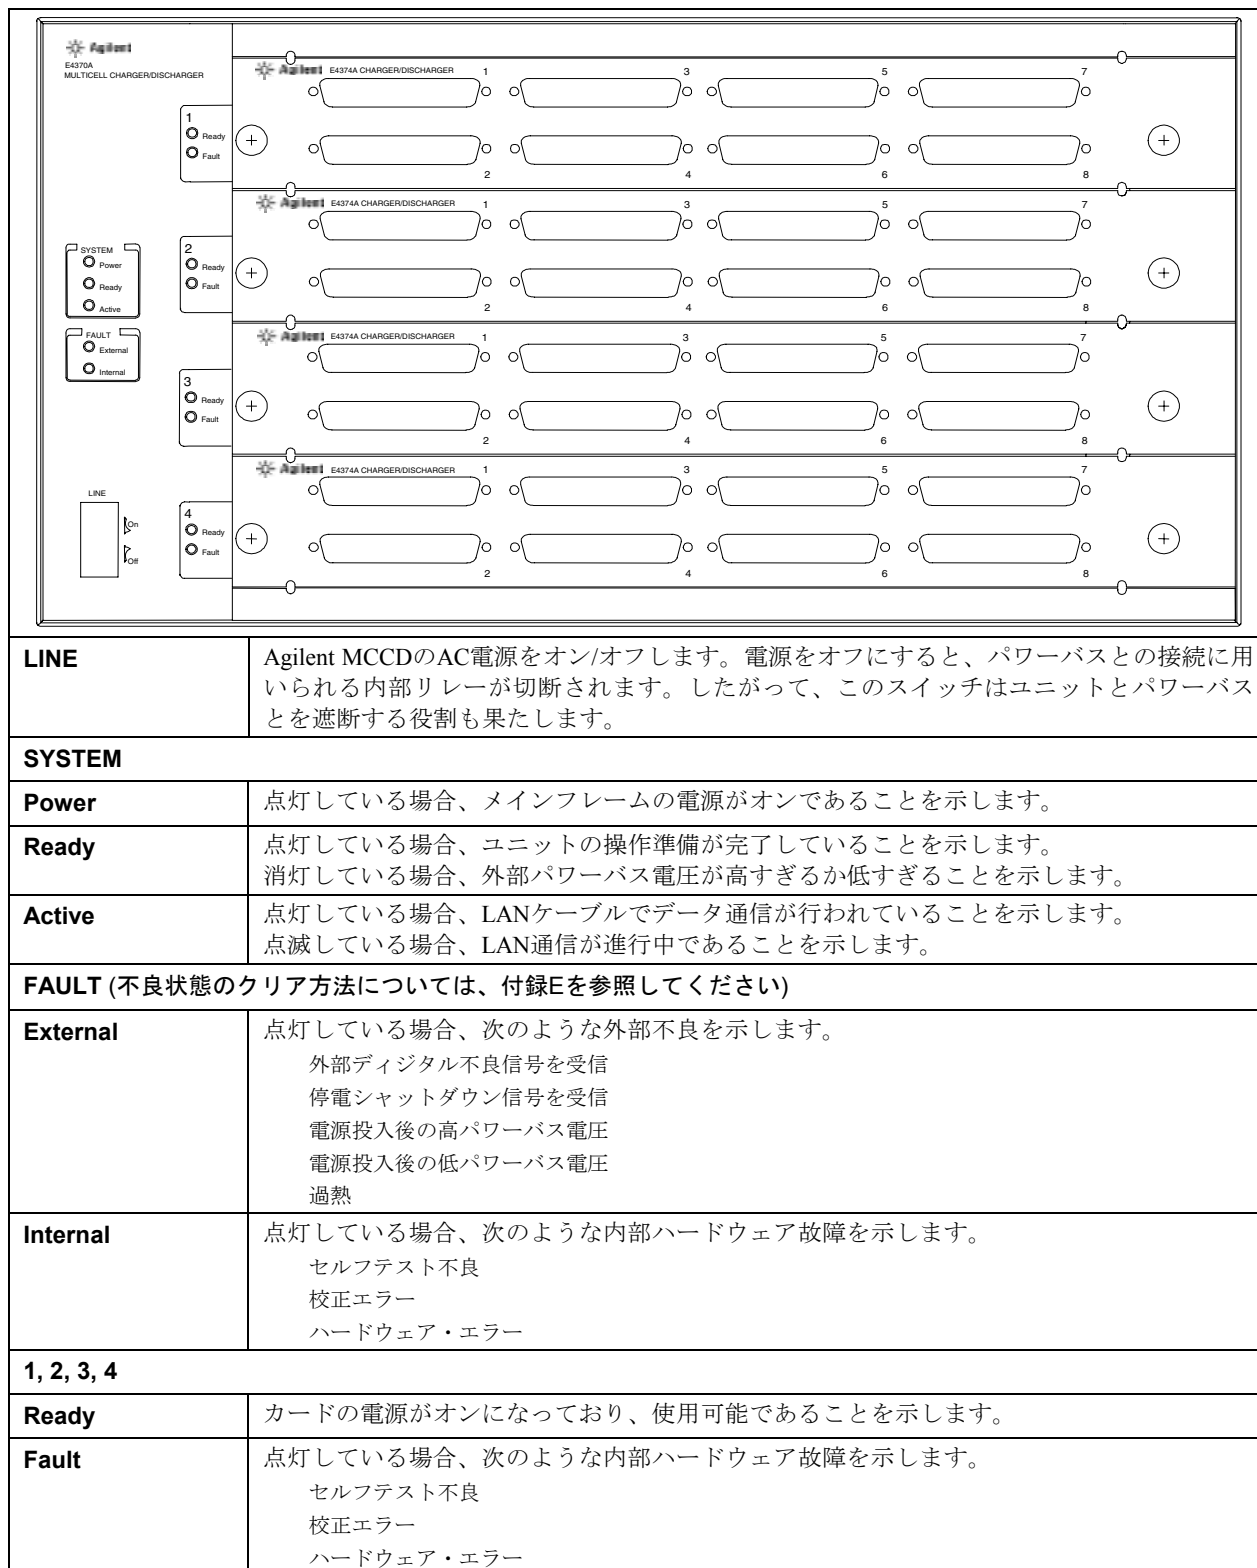 Agilent
E4370A
MULTICELL CHARGER/DISCHARGER
Agilent E4374A CHARGER/DISCHARGER 1 3 5 7
1
Ready
Fault
2 4 6 8
Agilent E4374A CHARGER/DISCHARGER 1 3 5 7
SYSTEM
Power
Ready
Active
2
Ready
Fault
2 4 6 8
FAULT
External
Internal
Agilent E4374A CHARGER/DISCHARGER 1 3 5 7
3
Ready
Fault
2 4 6 8
Agilent E4374A CHARGER/DISCHARGER 1 3 5 7
LINE
On
Off
4
Ready
Fault
2 4 6 8
LINE
Agilent MCCDのAC電源をオン/オフします。電源をオフにすると、パワーバスとの接続に用
いられる内部リレーが切断されます。したがって、このスイッチはユニットとパワーバス
とを遮断する役割も果たします。
SYSTEM
Power
点灯している場合、メインフレームの電源がオンであることを示します。
Ready
点灯している場合、ユニットの操作準備が完了していることを示します。
消灯している場合、外部パワーバス電圧が高すぎるか低すぎることを示します。
Active
点灯している場合、LANケーブルでデータ通信が行われていることを示します。
点滅している場合、LAN通信が進行中であることを示します。
FAULT (不良状態のクリア方法については、付録Eを参照してください)
External
点灯している場合、次のような外部不良を示します。
外部ディジタル不良信号を受信
停電シャットダウン信号を受信
電源投入後の高パワーバス電圧
電源投入後の低パワーバス電圧
過熱
Internal
点灯している場合、次のような内部ハードウェア故障を示します。
セルフテスト不良
校正エラー
ハードウェア・エラー
1, 2, 3, 4
Ready
カードの電源がオンになっており、使用可能であることを示します。
Fault
点灯している場合、次のような内部ハードウェア故障を示します。
セルフテスト不良
校正エラー
ハードウェア・エラー